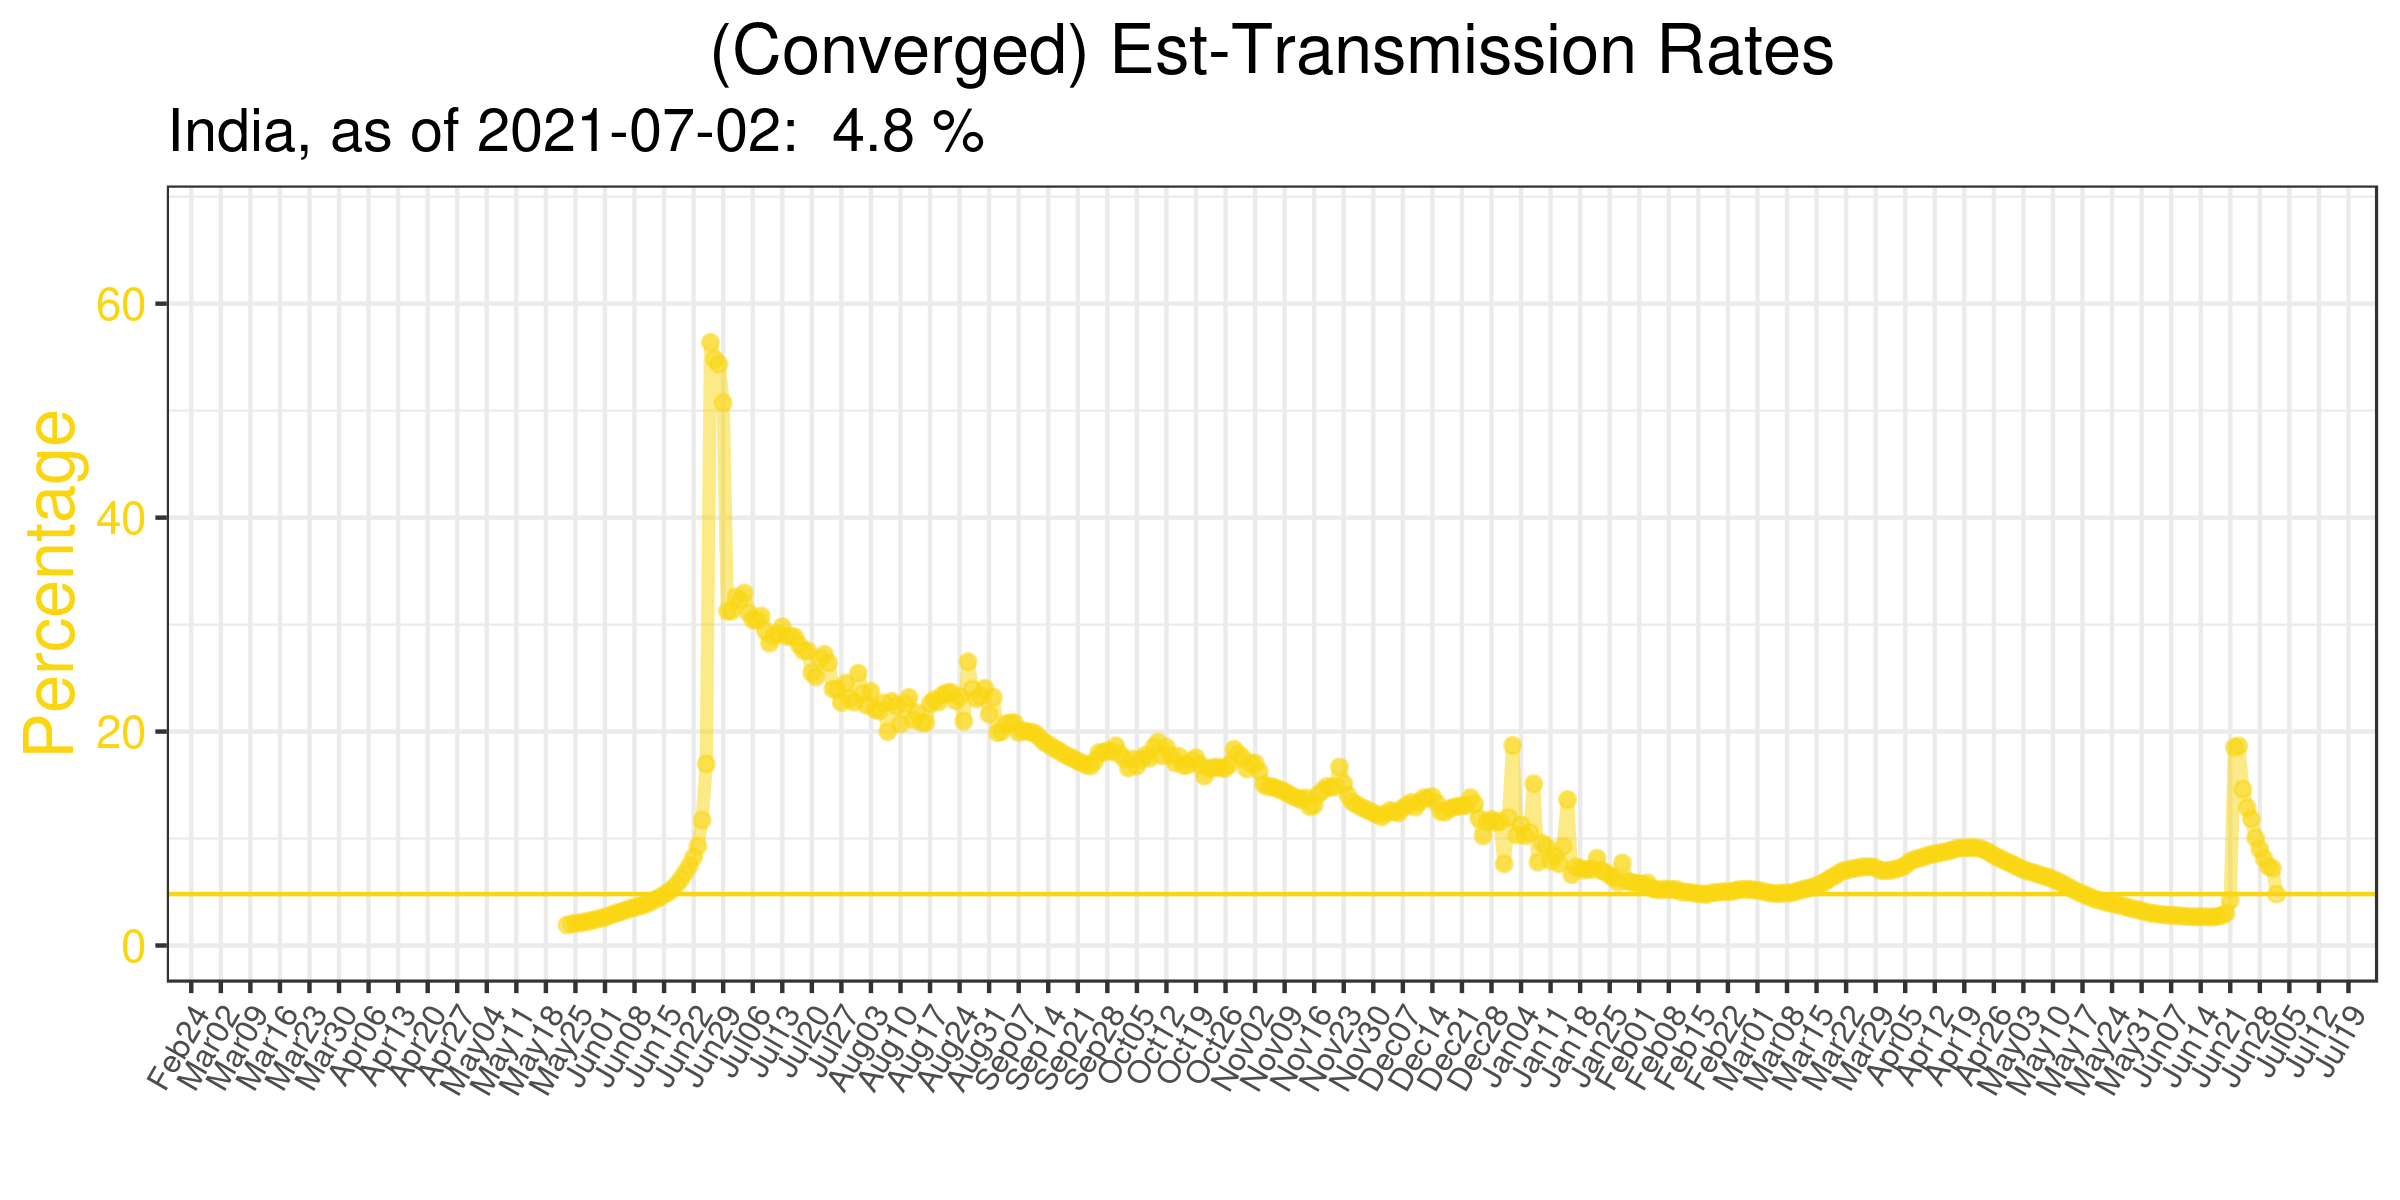 (Converged) Est-Transmission Rates
India, as of 2021-07-02:  4.8 %
Percentage
60
40
20
0
Feb24
Mar02
Mar09
Mar16
Mar23
Mar30
Apr06
Apr13
Apr20
Apr27
May04
May11
May18
May25
Jun01
Jun08
Jun15
Jun22
Jun29
Jul06
Jul13
Jul20
Jul27
Aug03
Aug10
Aug17
Aug24
Aug31
Sep07
Sep14
Sep21
Sep28
Oct05
Oct12
Oct19
Oct26
Nov02
Nov09
Nov16
Nov23
Nov30
Dec07
Dec14
Dec21
Dec28
Jan04
Jan11
Jan18
Jan25
Feb01
Feb08
Feb15
Feb22
Mar01
Mar08
Mar15
Mar22
Mar29
Apr05
Apr12
Apr19
Apr26
May03
May10
May17
May24
May31
Jun07
Jun14
Jun21
Jun28
Jul05
Jul12
Jul19